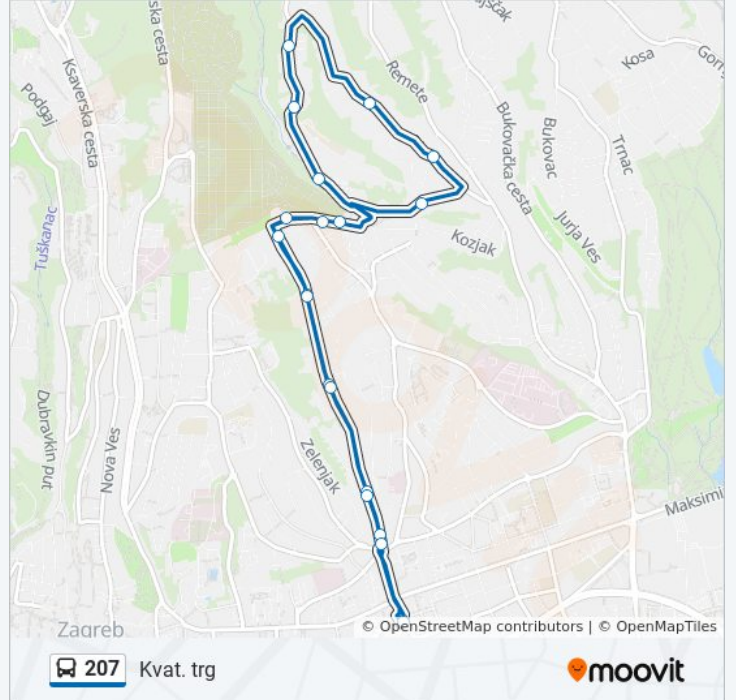 ska cesta
Ksaverska cesta
Podgaj
Remete
Kosa
Bukovačka cesta
Bukovac
Trnac
Jurja Ves
Kozjak
Tuškanac
Dubravkin put
Nova Ves
Zelenjak
Maksimi
Zagreb
© OpenStreetMap contributors | © OpenMapTiles
207 Kvat. trg
moovit